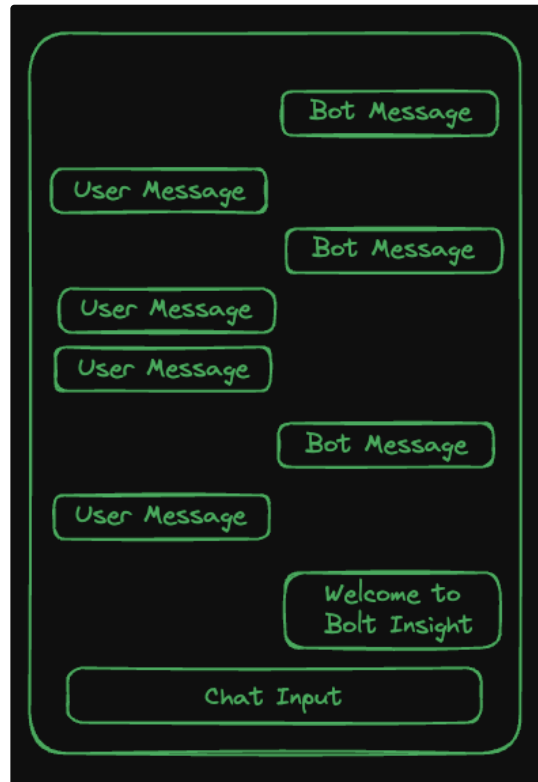 Bot Message
User Message
Bot Message
User Message
User Message
Bot Message
User Message
Welcome to
Bolt Insight
Chat Input